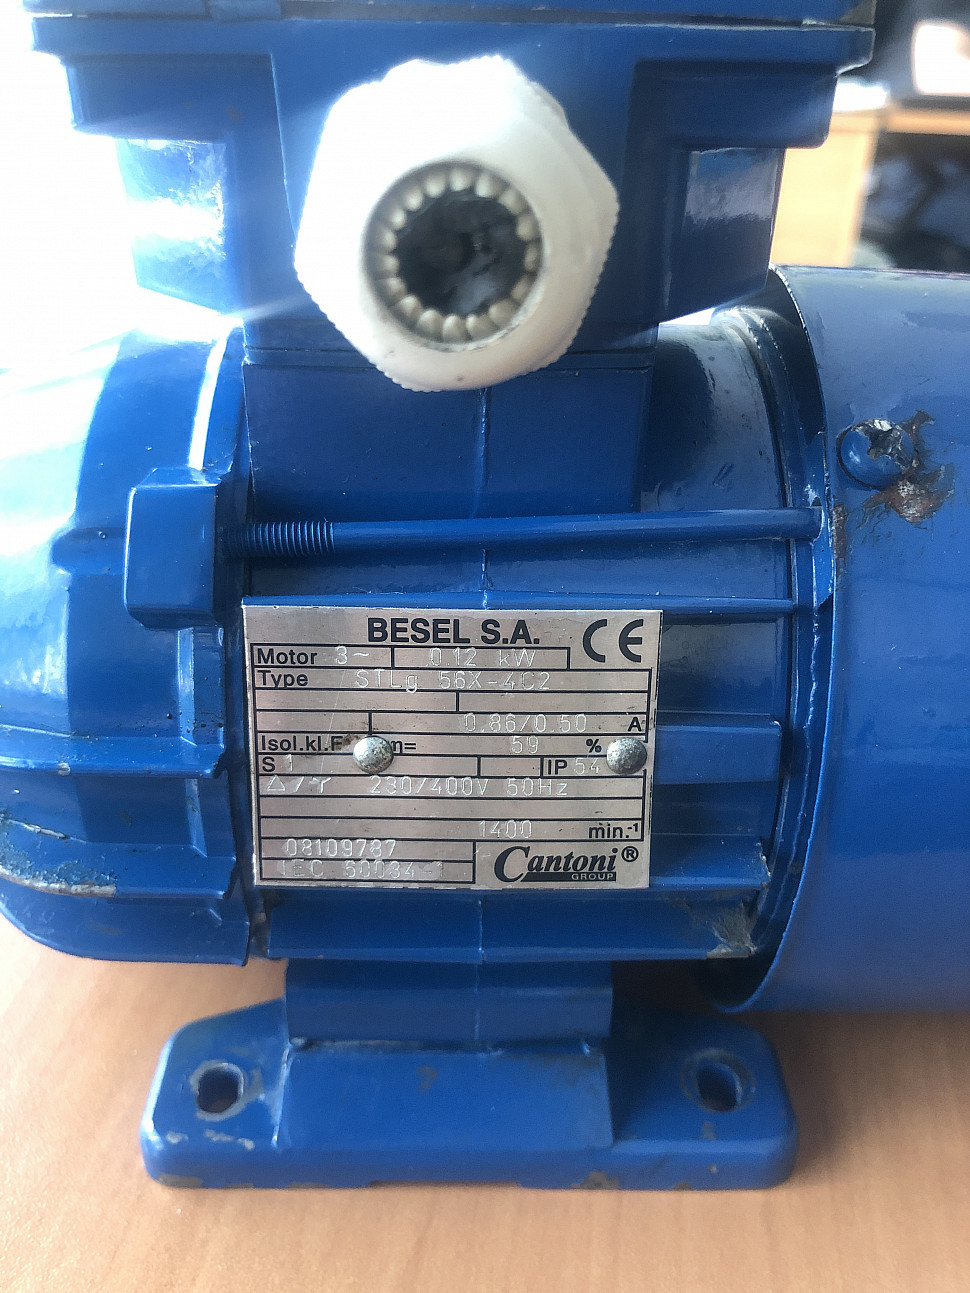 BESEL S.A. CE
Motor 3~ 0.12 kW
Type STLg 56X-4C2
0.86/0.50 A
Isol.kl.F m= 59 %
S 1 IP 54
△/Y 230/400V 50Hz
1400 min.⁻¹
08109787
IEC 60034-1
Cantoni®
GROUP